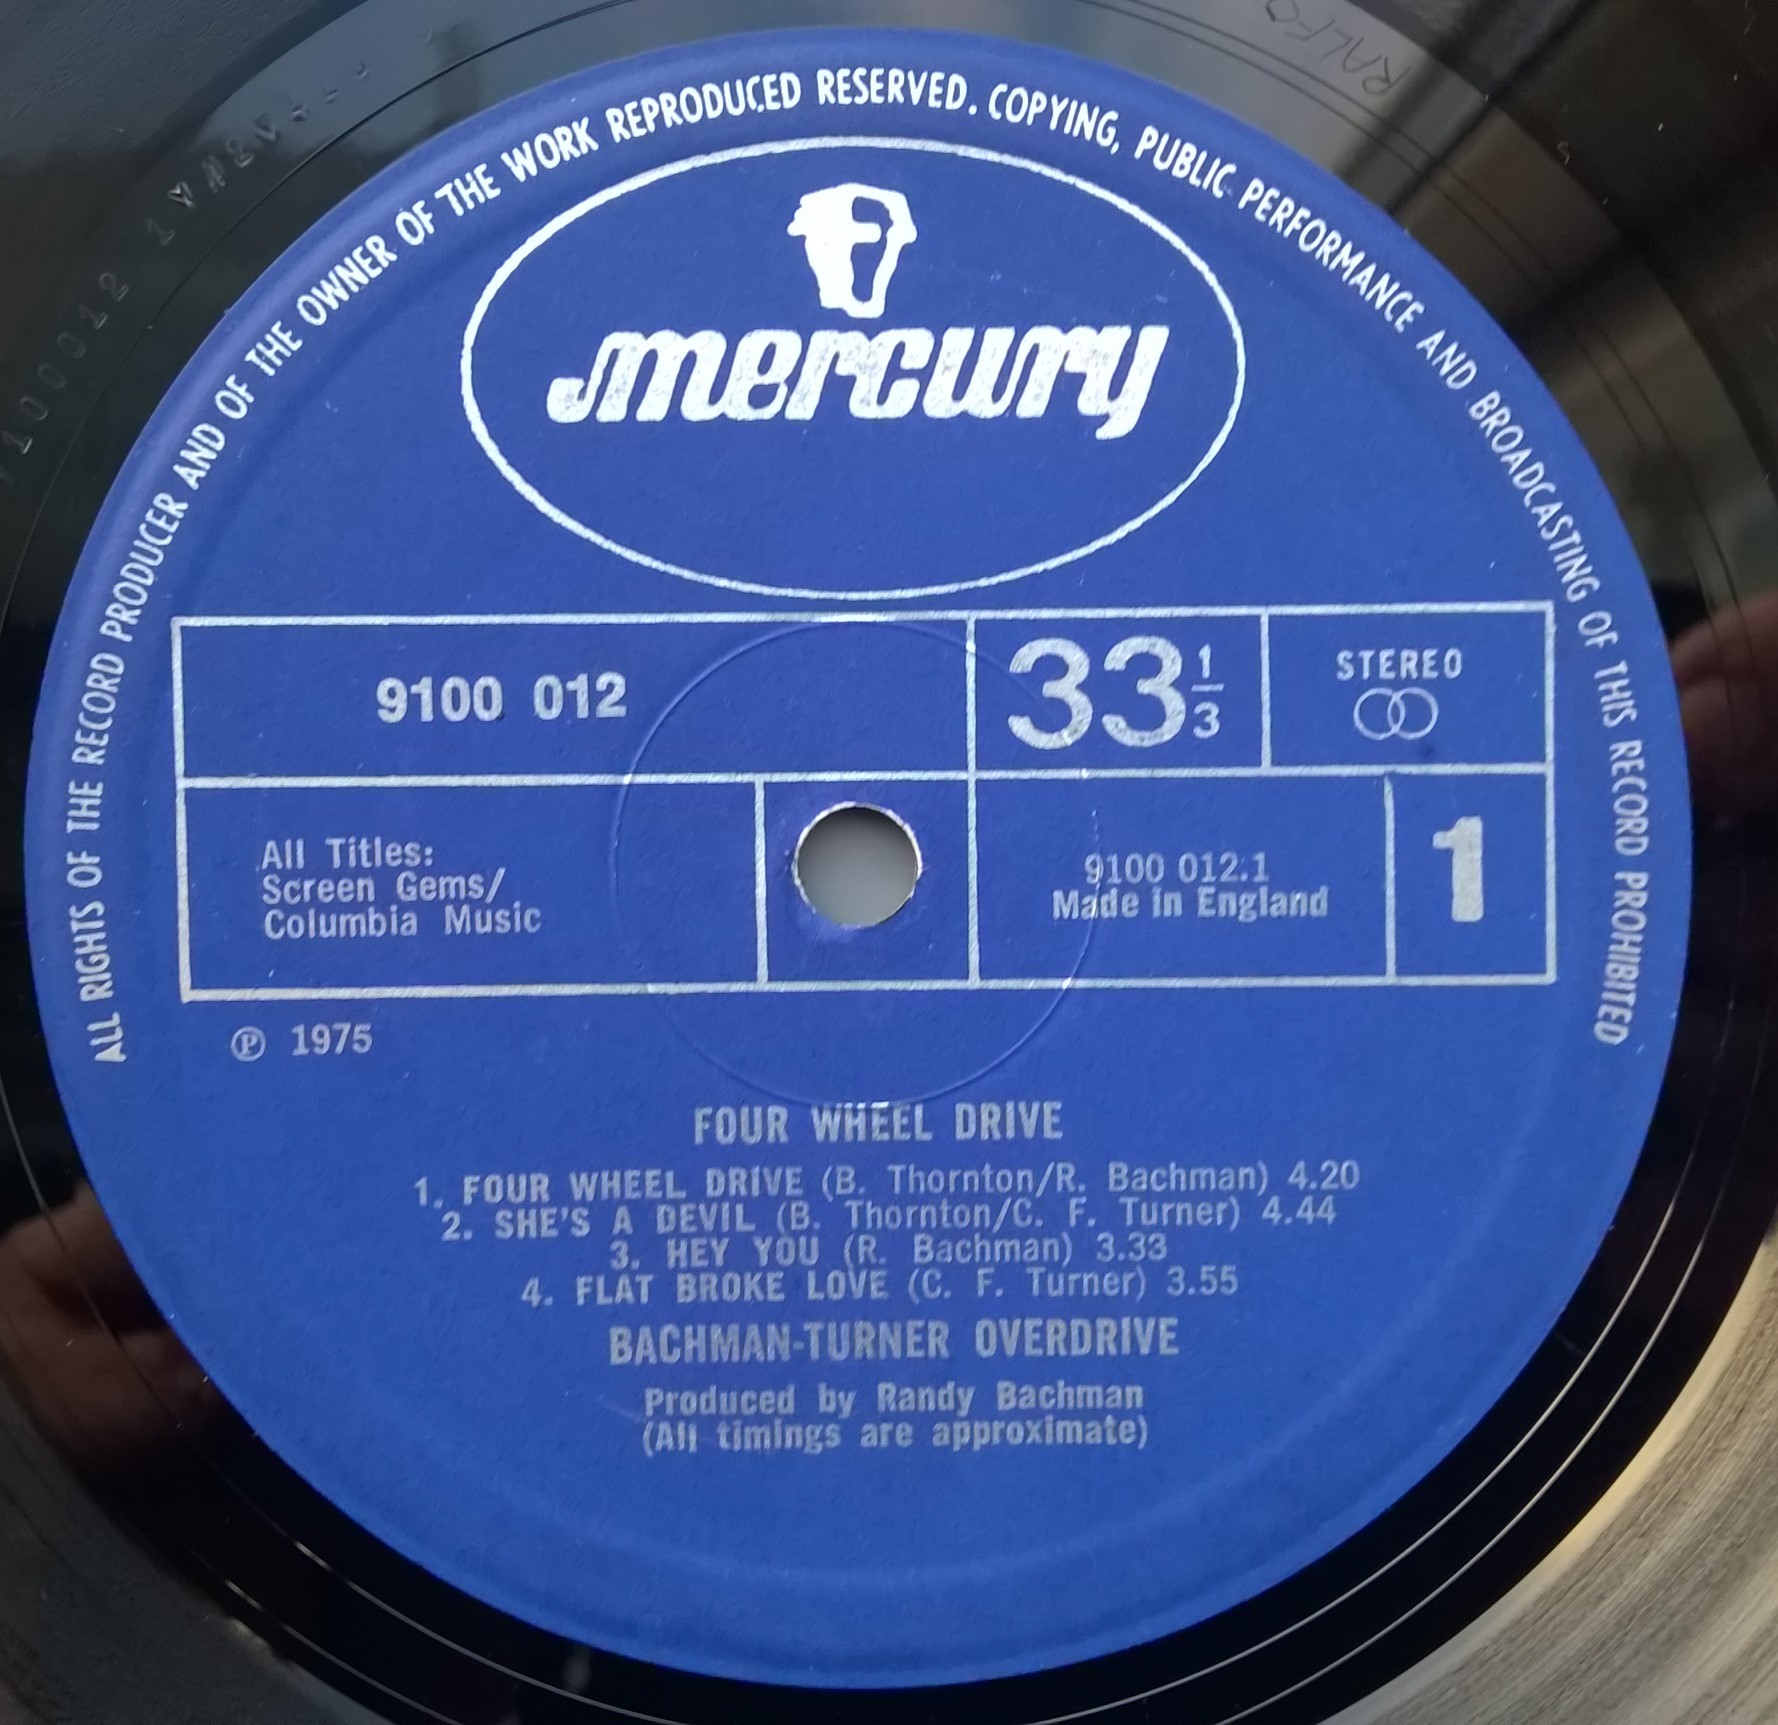 ALL RIGHTS OF THE RECORD PRODUCER AND OF THE OWNER OF THE WORK REPRODUCED RESERVED. COPYING, PUBLIC PERFORMANCE AND BROADCASTING OF THIS RECORD PROHIBITED
mercury
9100 012
33 1/3
STEREO
All Titles:
Screen Gems/
Columbia Music
9100 012.1
Made in England
1
℗ 1975
FOUR WHEEL DRIVE
1. FOUR WHEEL DRIVE (B. Thornton/R. Bachman) 4.20
2. SHE'S A DEVIL (B. Thornton/C. F. Turner) 4.44
3. HEY YOU (R. Bachman) 3.33
4. FLAT BROKE LOVE (C. F. Turner) 3.55
BACHMAN-TURNER OVERDRIVE
Produced by Randy Bachman
(All timings are approximate)